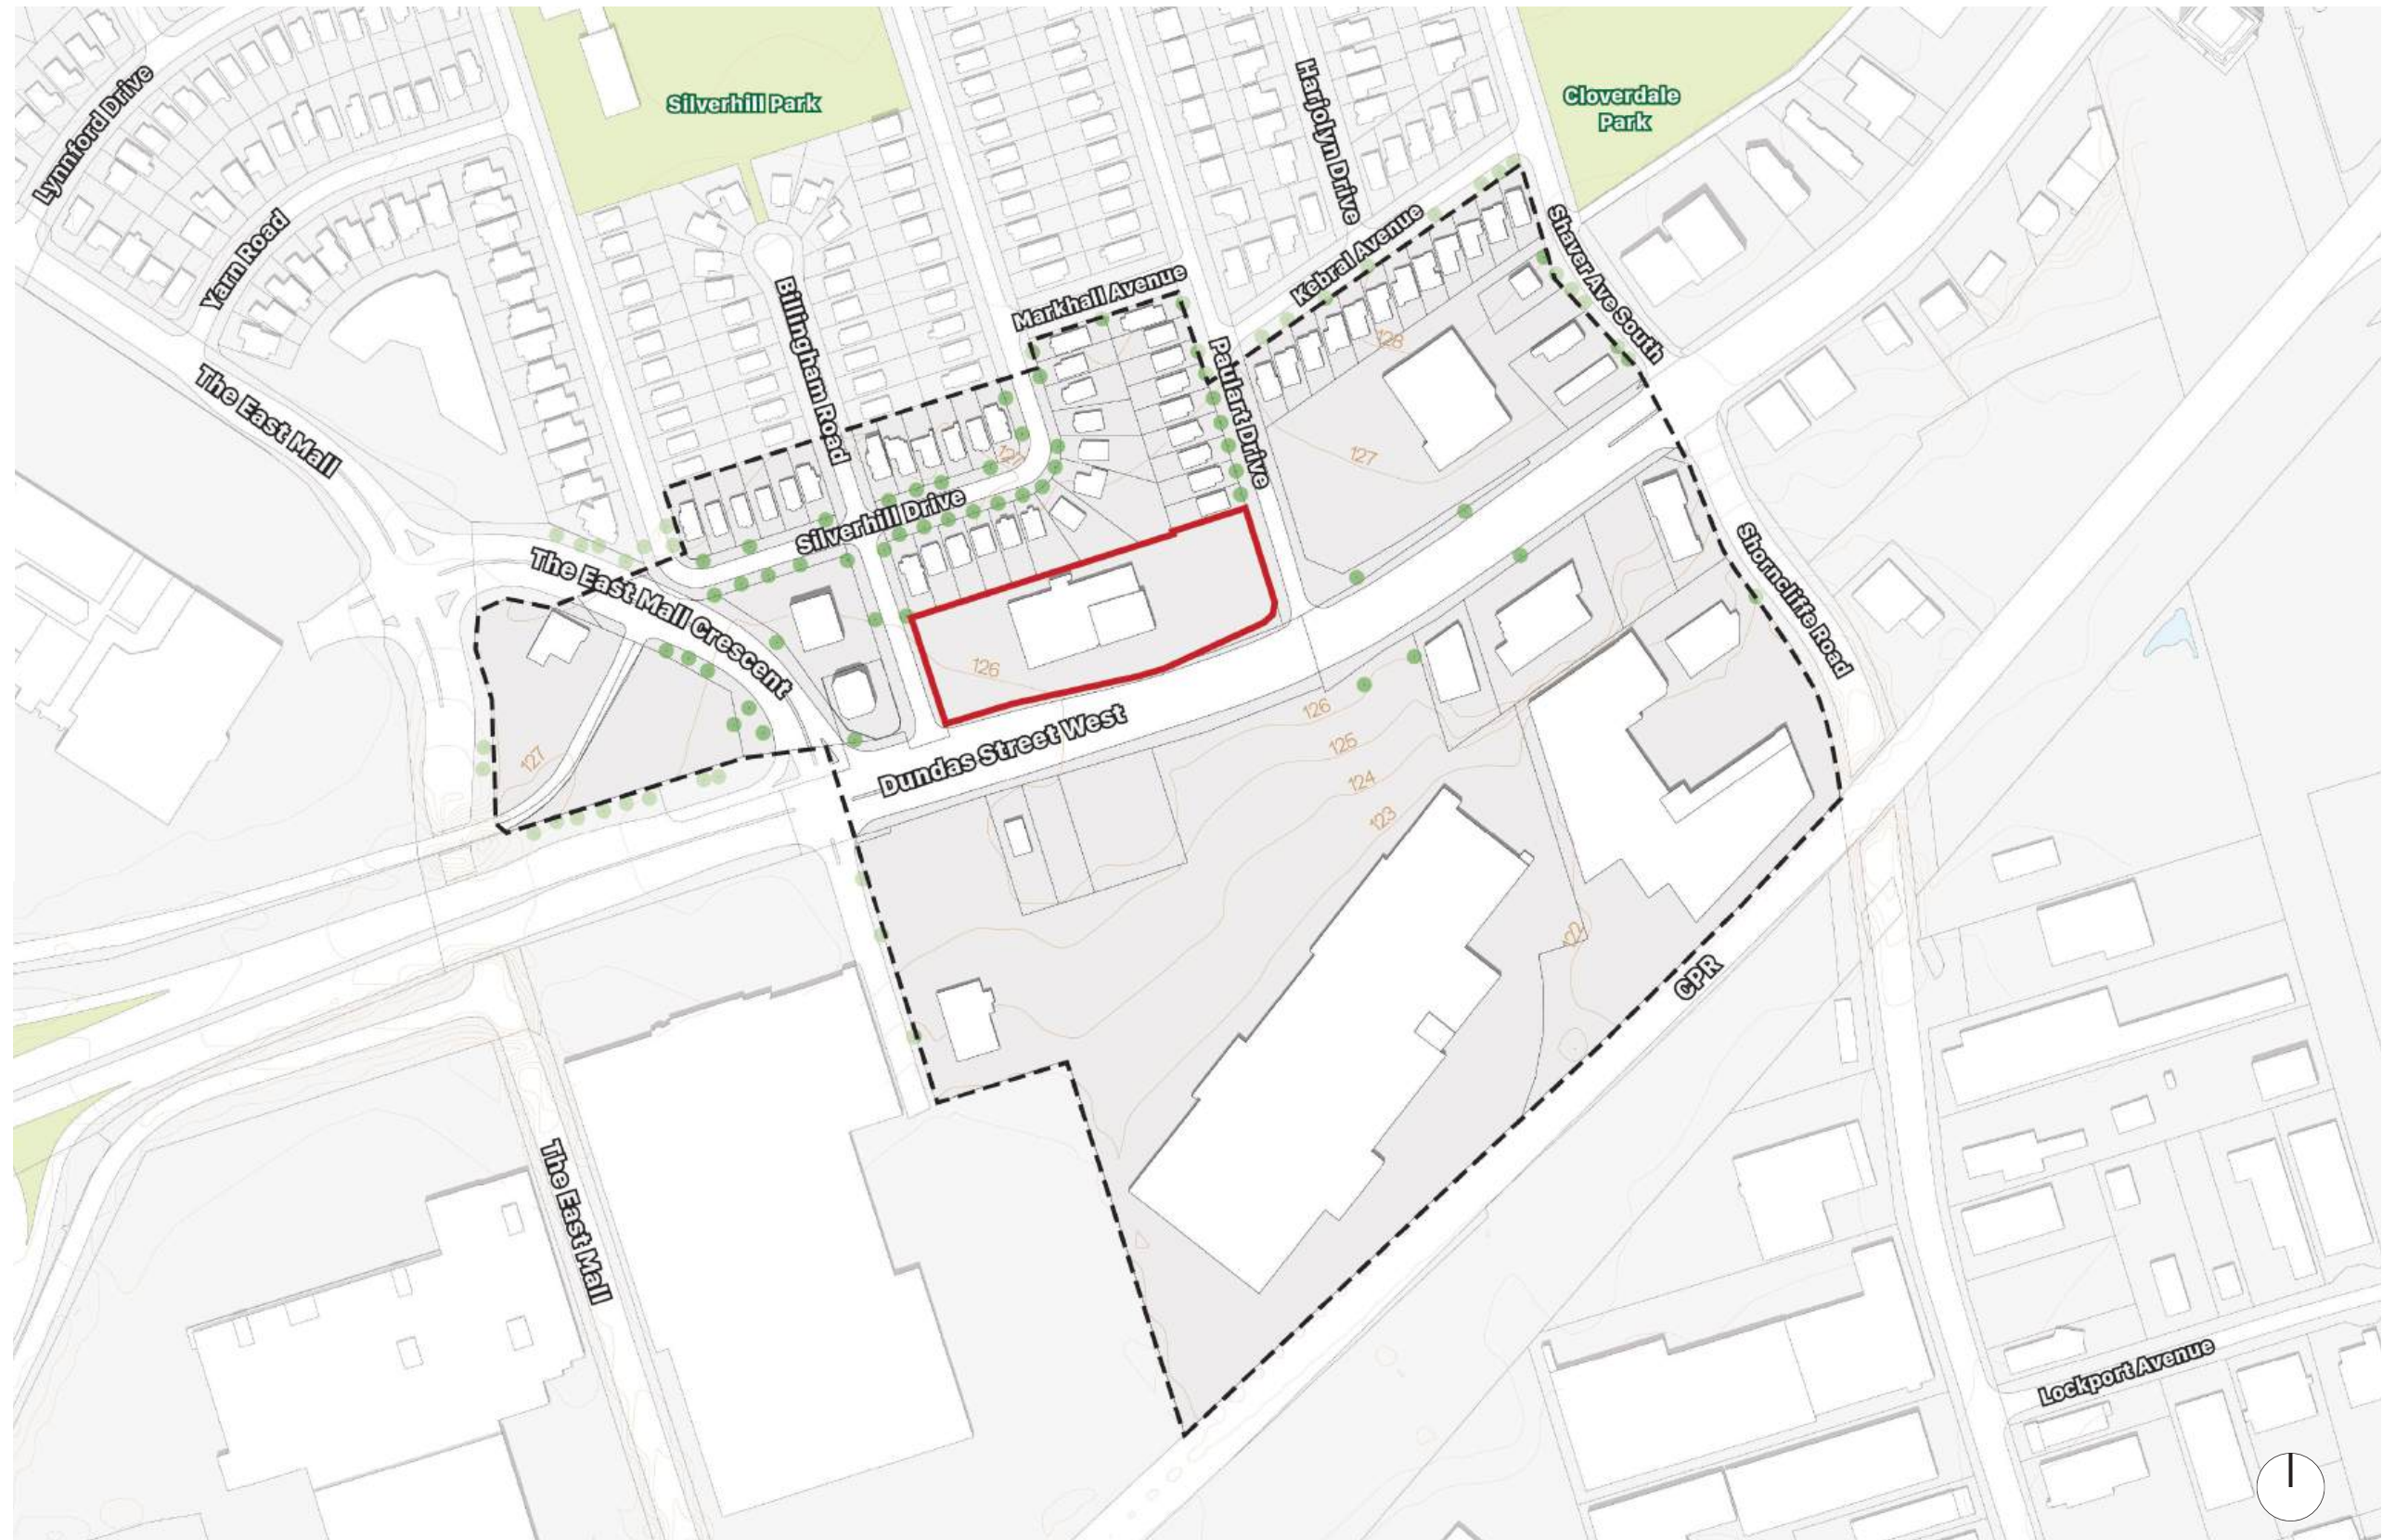 Lynnford Drive
Silverhill Park
Harjolyn Drive
Cloverdale
Park
Yarn Road
Billingham Road
Markhall Avenue
Kebral Avenue
Shaver Ave South
128
Paulart Drive
The East Mall
127
127
Silverhill Drive
The East Mall Crescent
Shorncliffe Road
126
127
Dundas Street West
126
125
124
123
122
CPR
The East Mall
Lockport Avenue